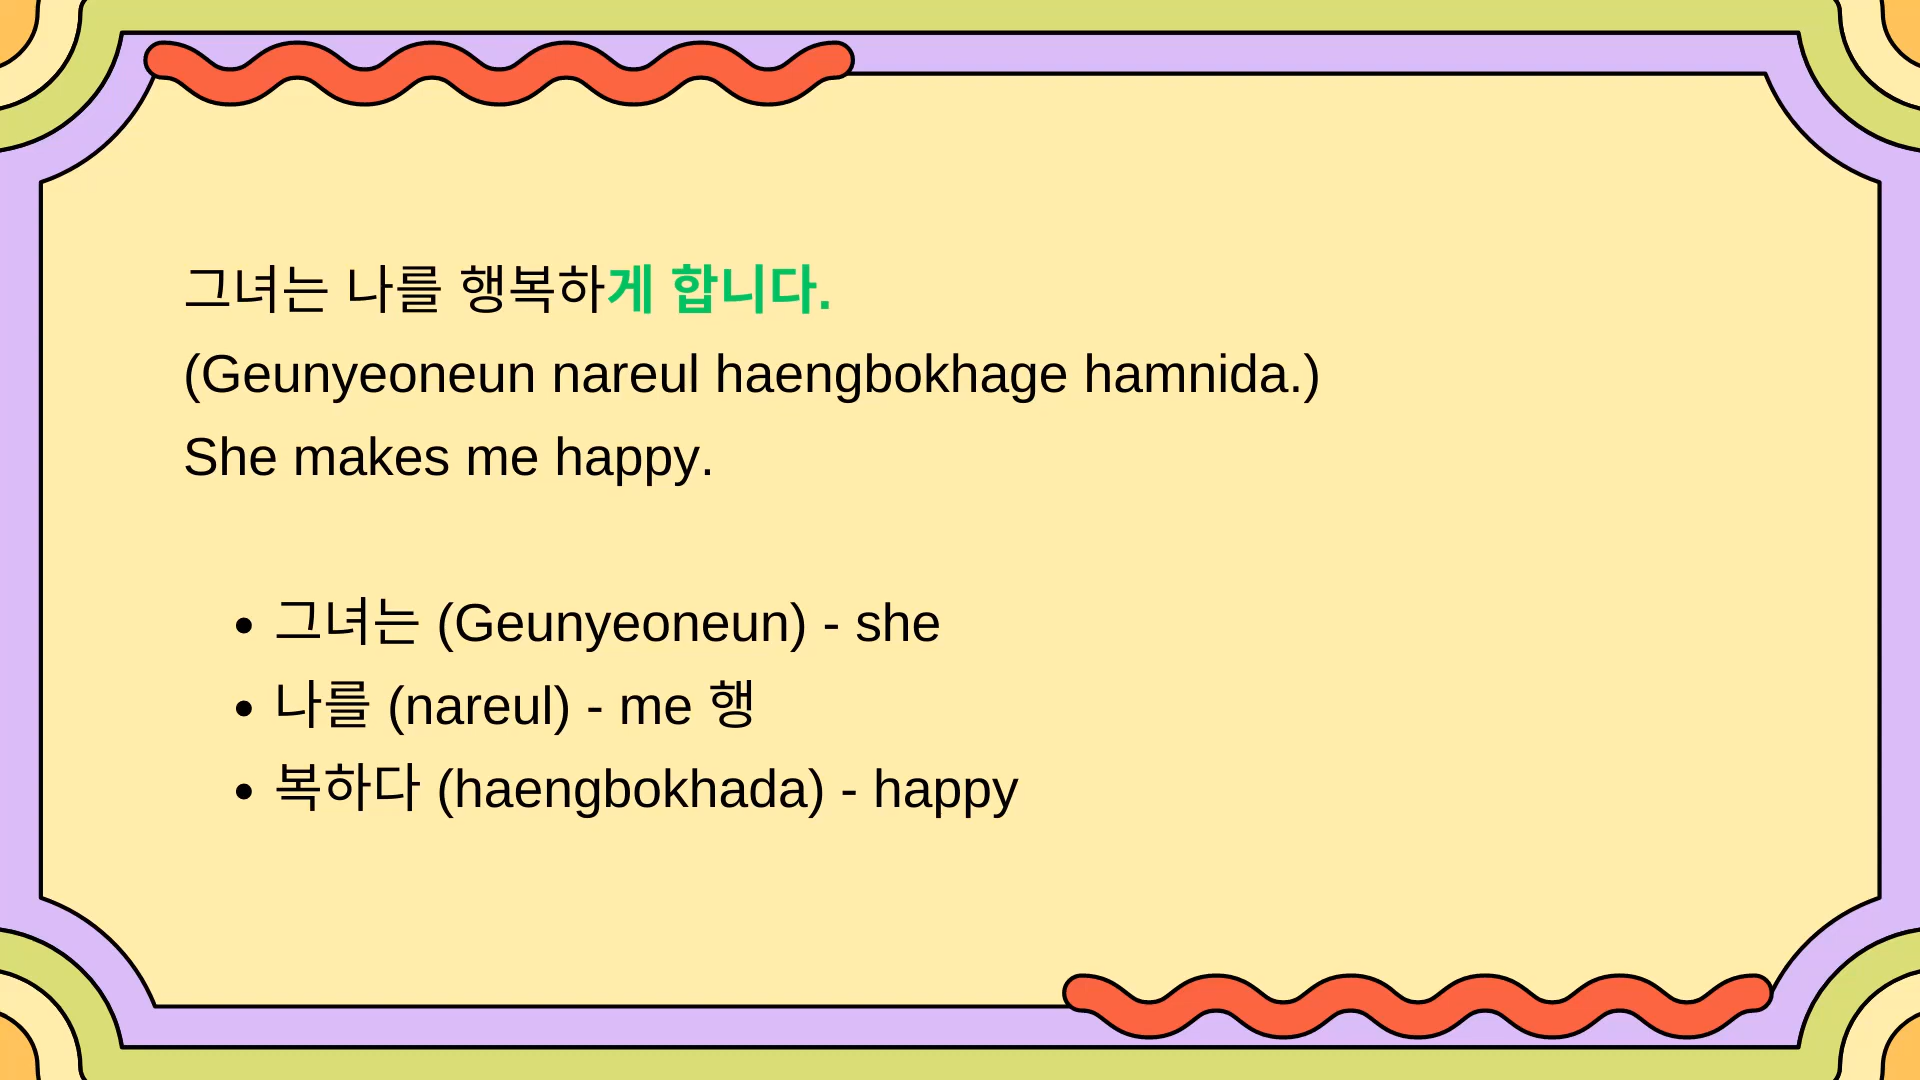 그녀는 나를 행복하게 합니다.
(Geunyeoneun nareul haengbokhage hamnida.)
She makes me happy.
• 그녀는 (Geunyeoneun) - she
• 나를 (nareul) - me 행
• 복하다 (haengbokhada) - happy